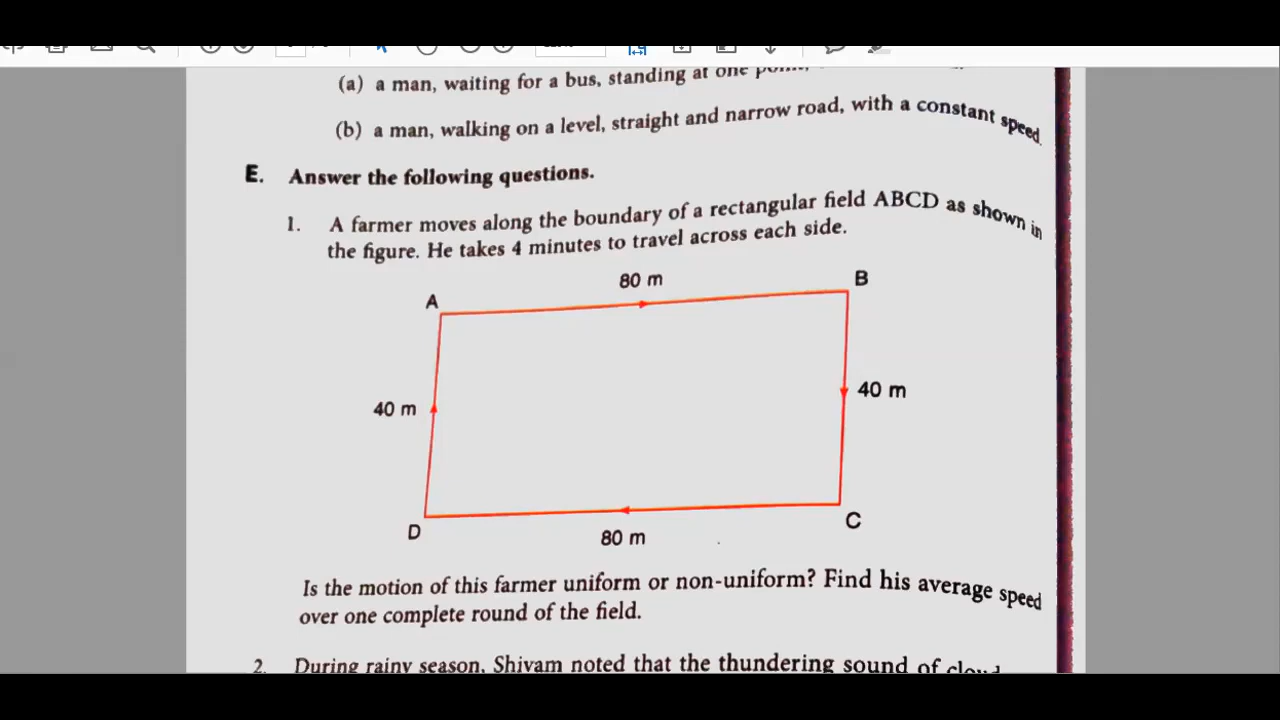 (a) a man, waiting for a bus, standing at one
(b) a man, walking on a level, straight and narrow road, with a constant speed.
E. Answer the following questions.
1. A farmer moves along the boundary of a rectangular field ABCD as shown in
the figure. He takes 4 minutes to travel across each side.
80 m
A
B
40 m
40 m
D
C
80 m
Is the motion of this farmer uniform or non-uniform? Find his average speed
over one complete round of the field.
2. During rainy season, Shivam noted that the thundering sound of